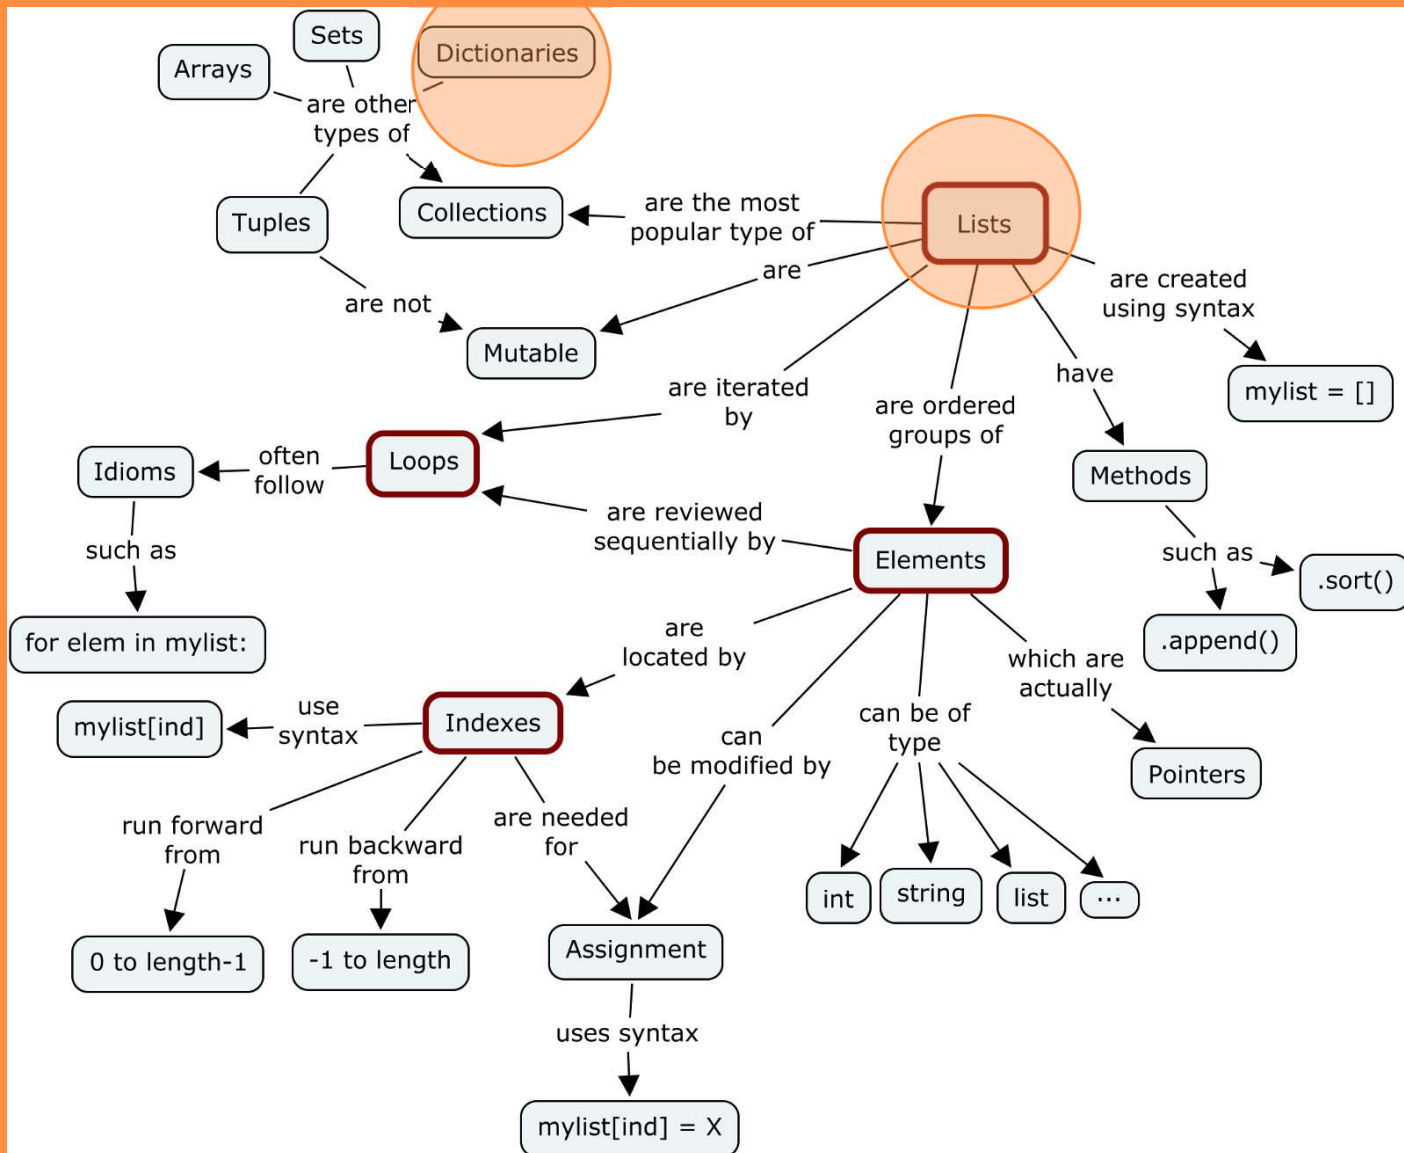 Sets
Dictionaries
Arrays
are other
types of
Tuples
Collections
are the most
popular type of
Lists
are
are not
Mutable
are created
using syntax
mylist = []
have
are iterated
by
are ordered
groups of
Methods
such as
.sort()
.append()
Loops
often
follow
Idioms
such as
for elem in mylist:
are reviewed
sequentially by
Elements
are
located by
which are
actually
Pointers
can be of
type
int
string
list
...
can
be modified by
Indexes
use
syntax
mylist[ind]
run forward
from
0 to length-1
run backward
from
-1 to length
are needed
for
Assignment
uses syntax
mylist[ind] = X